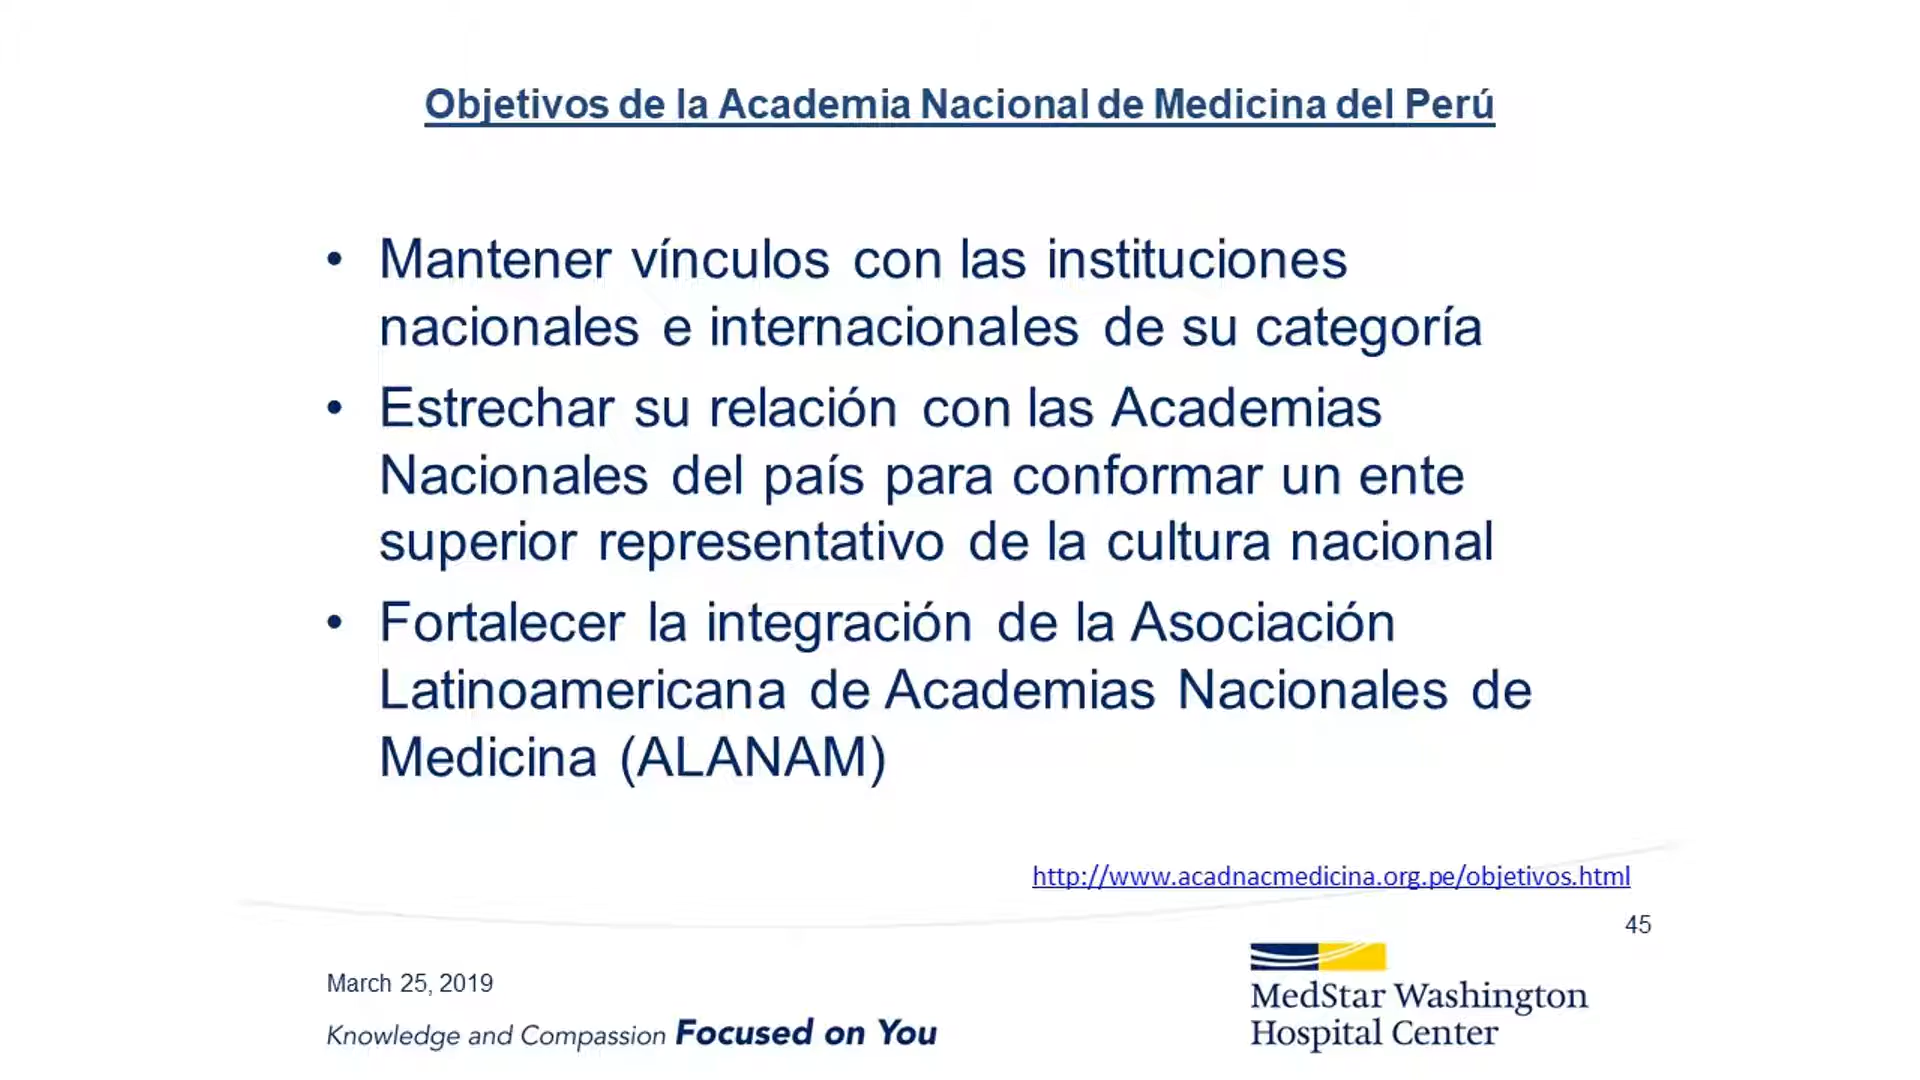 Objetivos de la Academia Nacional de Medicina del Perú
• Mantener vínculos con las instituciones
nacionales e internacionales de su categoría
• Estrechar su relación con las Academias
Nacionales del país para conformar un ente
superior representativo de la cultura nacional
• Fortalecer la integración de la Asociación
Latinoamericana de Academias Nacionales de
Medicina (ALANAM)
http://www.acadnacmedicina.org.pe/objetivos.html
45
March 25, 2019
Knowledge and Compassion Focused on You
MedStar Washington
Hospital Center